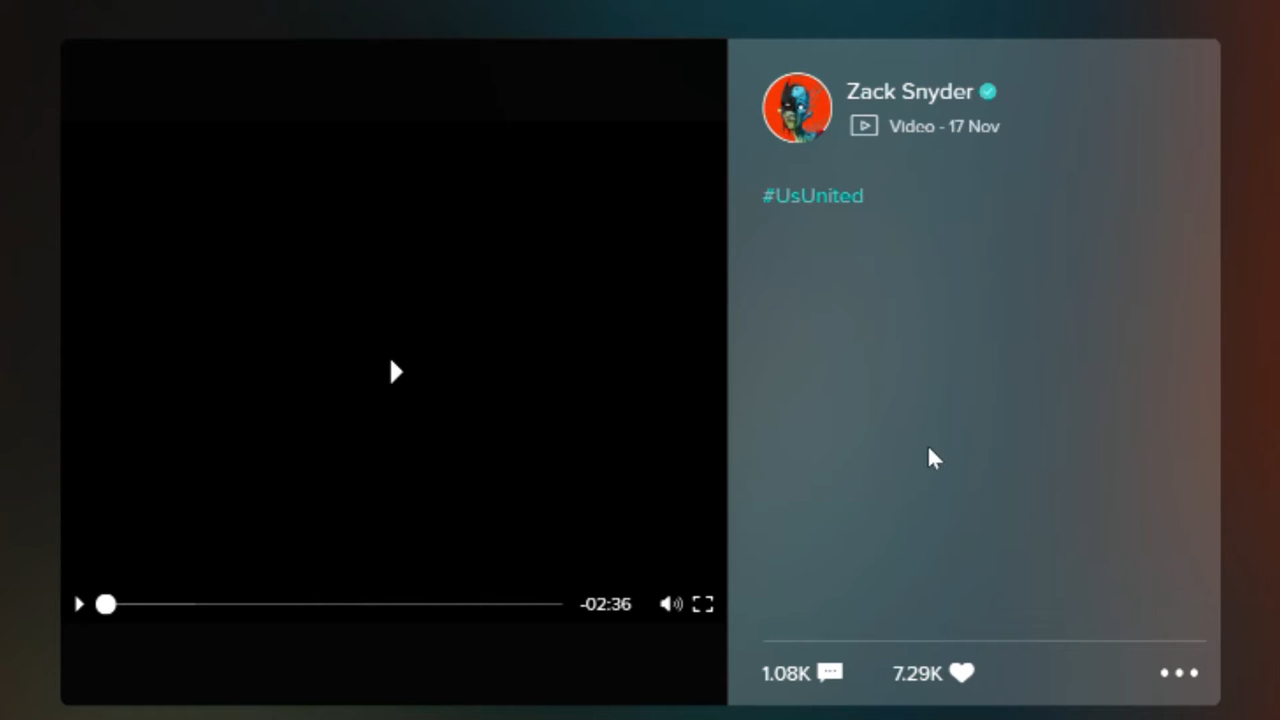 Zack Snyder
Video - 17 Nov
#UsUnited
-02:36
1.08K
7.29K